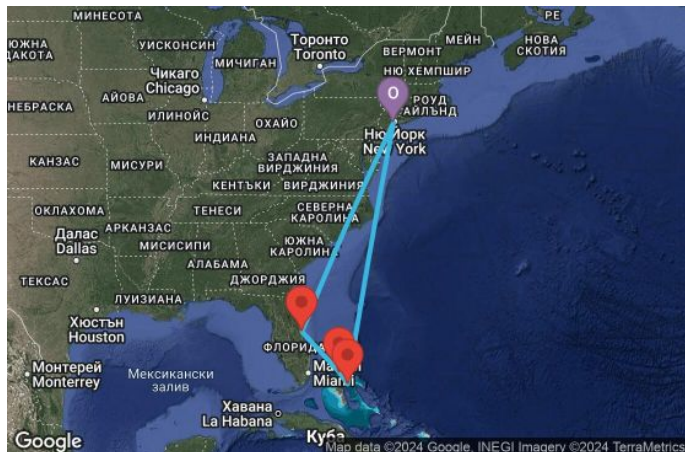 МИНЕСОТА
РЕ
ЮЖНА
ДАКОТА
УИСКОНСИН
Торонто
Toronto
МЕЙН
НОВА
СКОТИЯ
МИЧИГАН
ВЕРМОНТ
Чикаго
Chicago
НЮ ХЕМПШИР
НЕБРАСКА
АЙОВА
O
РОУД
АЙЛЪНД
ИЛИНОЙС
ОХАЙО
ИНДИАНА
Ню Йорк
New York
КАНЗАС
МИСУРИ
ЗАПАДНА
ВИРДЖИНИЯ
КЕНТЪКИ
ВИРДЖИНИЯ
ОКЛАХОМА
ТЕНЕСИ
СЕВЕРНА
КАРОЛИНА
АРКАНЗАС
Далас
Dallas
МИСИСИПИ
ЮЖНА
КАРОЛИНА
АЛАБАМА
ТЕКСАС
ДЖОРДЖИЯ
ЛУИЗИАНА
Хюстън
Houston
ФЛОРИДА
Монтерей
Monterrey
Мексикански
залив
Miami
Хавана
La Habana
Куба
Google
Map data ©2024 Google, INEGI Imagery ©2024 TerraMetrics